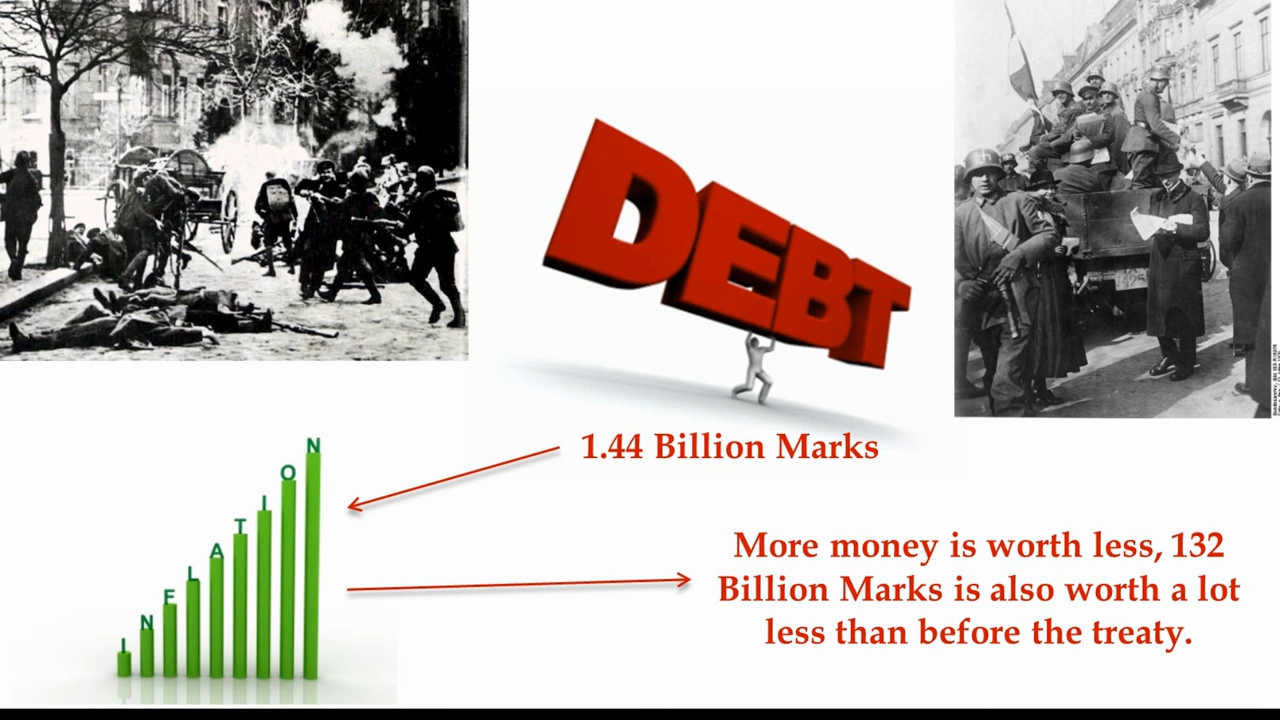 DEBT
1.44 Billion Marks
INFLATION
More money is worth less, 132
Billion Marks is also worth a lot
less than before the treaty.